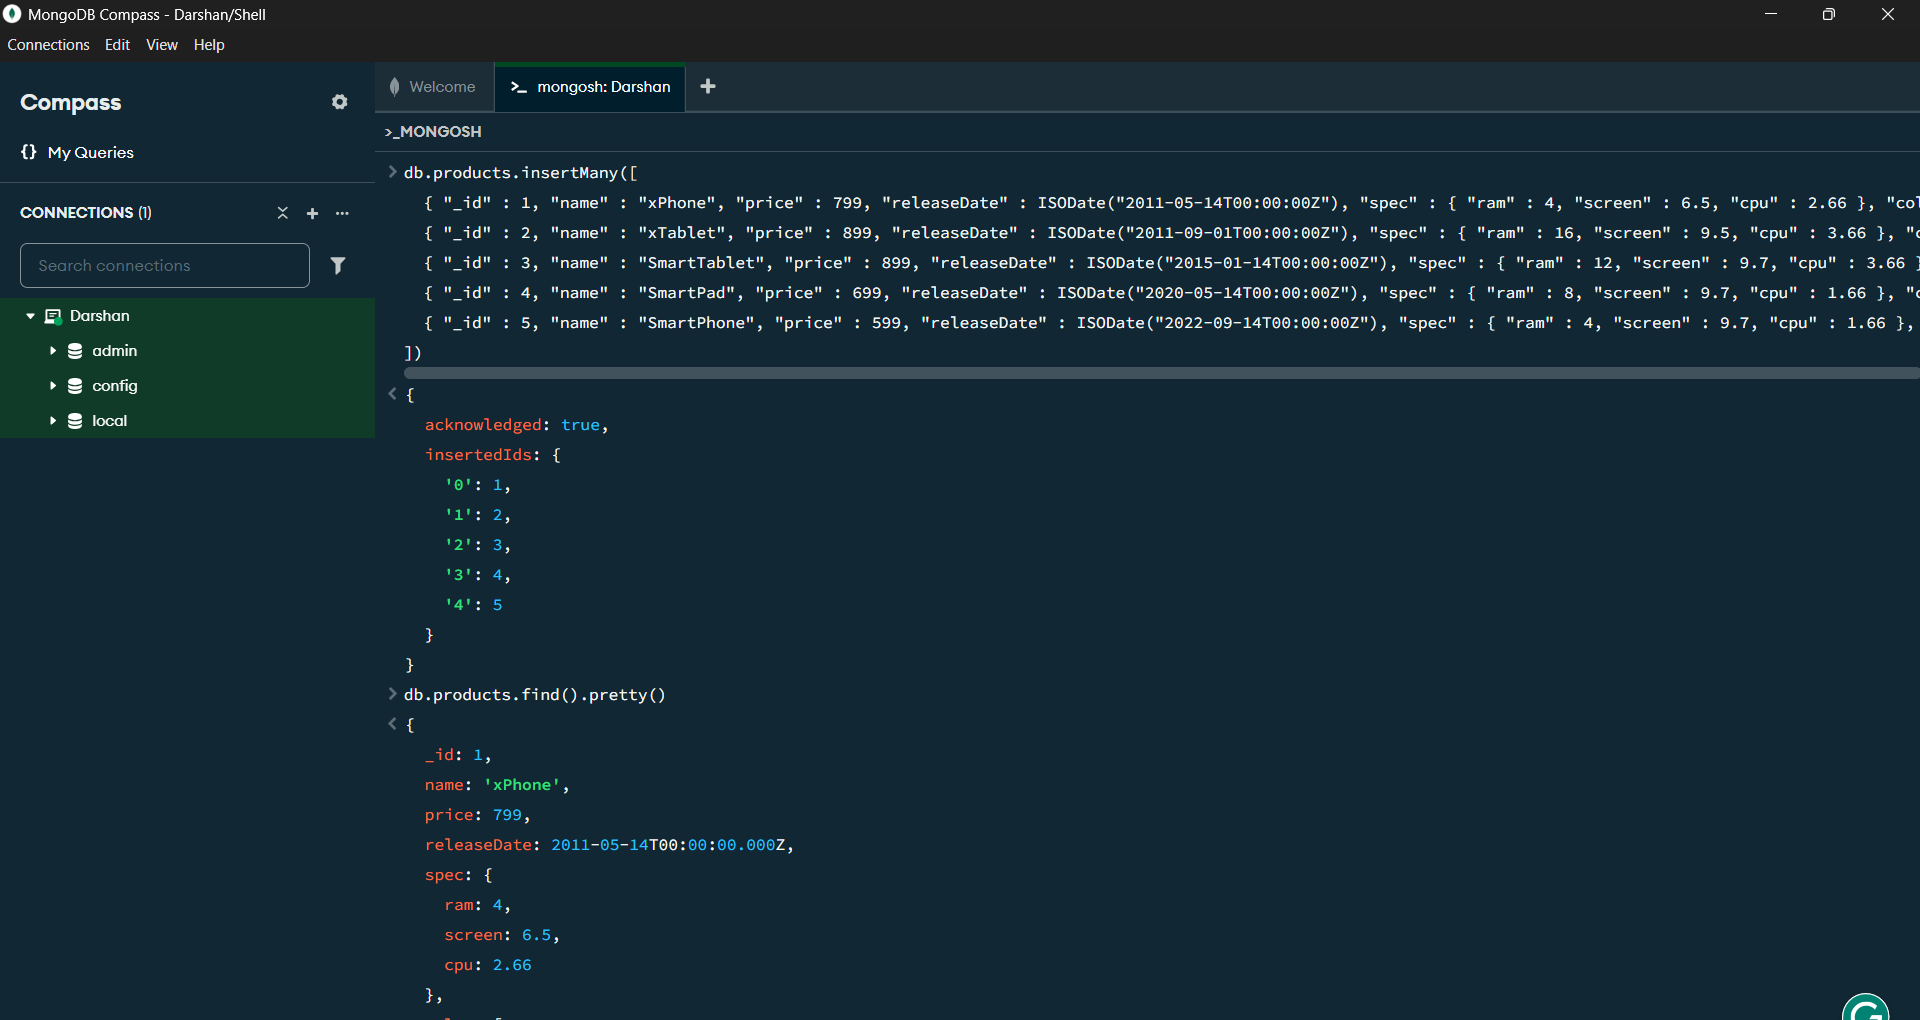 MongoDB Compass - Darshan/Shell
Connections Edit View Help
Compass
{} My Queries
CONNECTIONS (1)
Search connections
Darshan
admin
config
local
Welcome
>_ mongosh: Darshan
>_MONGOSH
> db.products.insertMany([
{ "_id" : 1, "name" : "xPhone", "price" : 799, "releaseDate" : ISODate("2011-05-14T00:00:00Z"), "spec" : { "ram" : 4, "screen" : 6.5, "cpu" : 2.66 }, "col
{ "_id" : 2, "name" : "xTablet", "price" : 899, "releaseDate" : ISODate("2011-09-01T00:00:00Z"), "spec" : { "ram" : 16, "screen" : 9.5, "cpu" : 3.66 }, "c
{ "_id" : 3, "name" : "SmartTablet", "price" : 899, "releaseDate" : ISODate("2015-01-14T00:00:00Z"), "spec" : { "ram" : 12, "screen" : 9.7, "cpu" : 3.66 }
{ "_id" : 4, "name" : "SmartPad", "price" : 699, "releaseDate" : ISODate("2020-05-14T00:00:00Z"), "spec" : { "ram" : 8, "screen" : 9.7, "cpu" : 1.66 }, "c
{ "_id" : 5, "name" : "SmartPhone", "price" : 599, "releaseDate" : ISODate("2022-09-14T00:00:00Z"), "spec" : { "ram" : 4, "screen" : 9.7, "cpu" : 1.66 },
])
< {
acknowledged: true,
insertedIds: {
'0': 1,
'1': 2,
'2': 3,
'3': 4,
'4': 5
}
}
> db.products.find().pretty()
< {
_id: 1,
name: 'xPhone',
price: 799,
releaseDate: 2011-05-14T00:00:00.000Z,
spec: {
ram: 4,
screen: 6.5,
cpu: 2.66
},